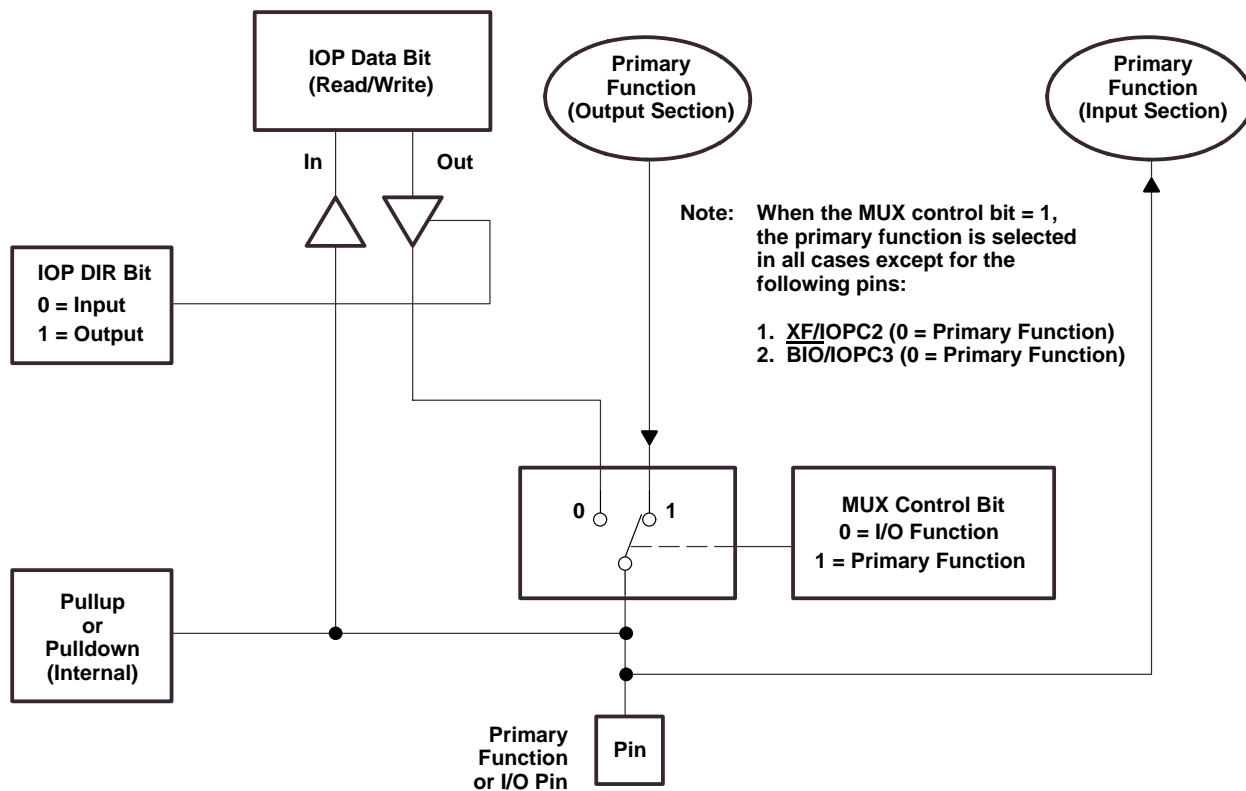 IOP Data Bit
(Read/Write)
Primary
Function
(Output Section)
Primary
Function
(Input Section)
In
Out
Note: When the MUX control bit = 1,
the primary function is selected
in all cases except for the
following pins:
1. XF/IOPC2 (0 = Primary Function)
2. BIO/IOPC3 (0 = Primary Function)
IOP DIR Bit
0 = Input
1 = Output
0
1
MUX Control Bit
0 = I/O Function
1 = Primary Function
Pullup
or
Pulldown
(Internal)
Primary
Function
or I/O Pin
Pin